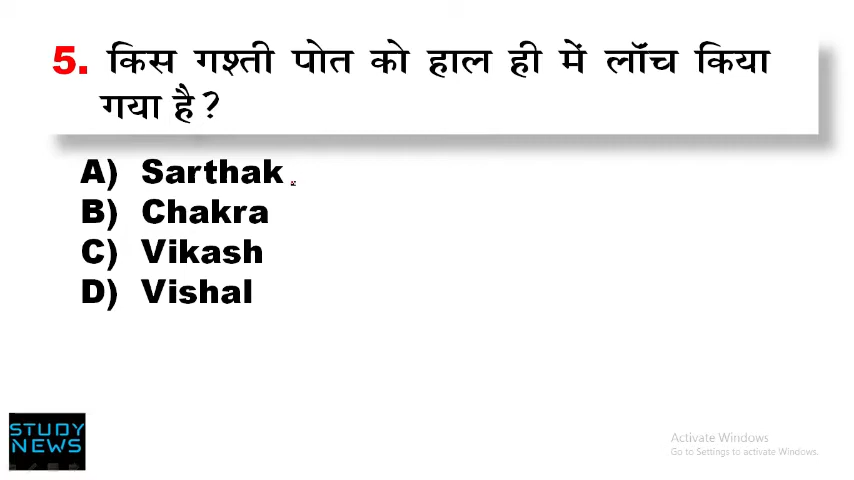 5. किस गश्ती पोत को हाल ही में लॉंच किया
गया है?
A) Sarthak
B) Chakra
C) Vikash
D) Vishal
STUDY
NEWS
Activate Windows
Go to Settings to activate Windows.